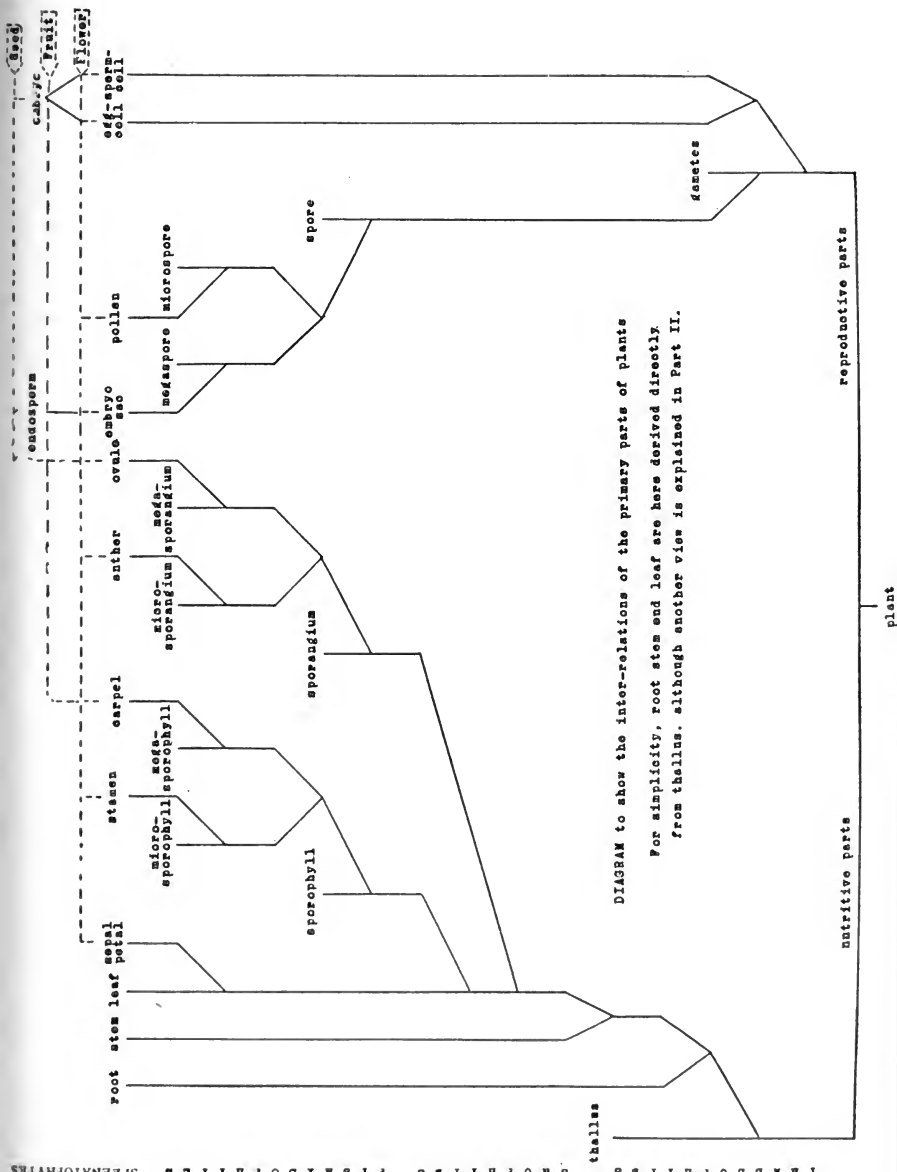 Seed
Fruit
Flower
embryo
egg-
cell
sperm-
cell
endosperm
sepal
petal
stamen
carpel
anther
ovule
embryo
sac
pollen
root
stem
leaf
micro-
sporophyll
mega-
sporophyll
micro-
sporangium
mega-
sporangium
megaspore
microspore
sporophyll
sporangium
spore
thallus
gametes
DIAGRAM to show the inter-relations of the primary parts of plants
For simplicity, root stem end leaf are here derived directly
from thallus. although another view is explained in Part II.
nutritive parts
reproductive parts
plant
SPERMATOPHYTES